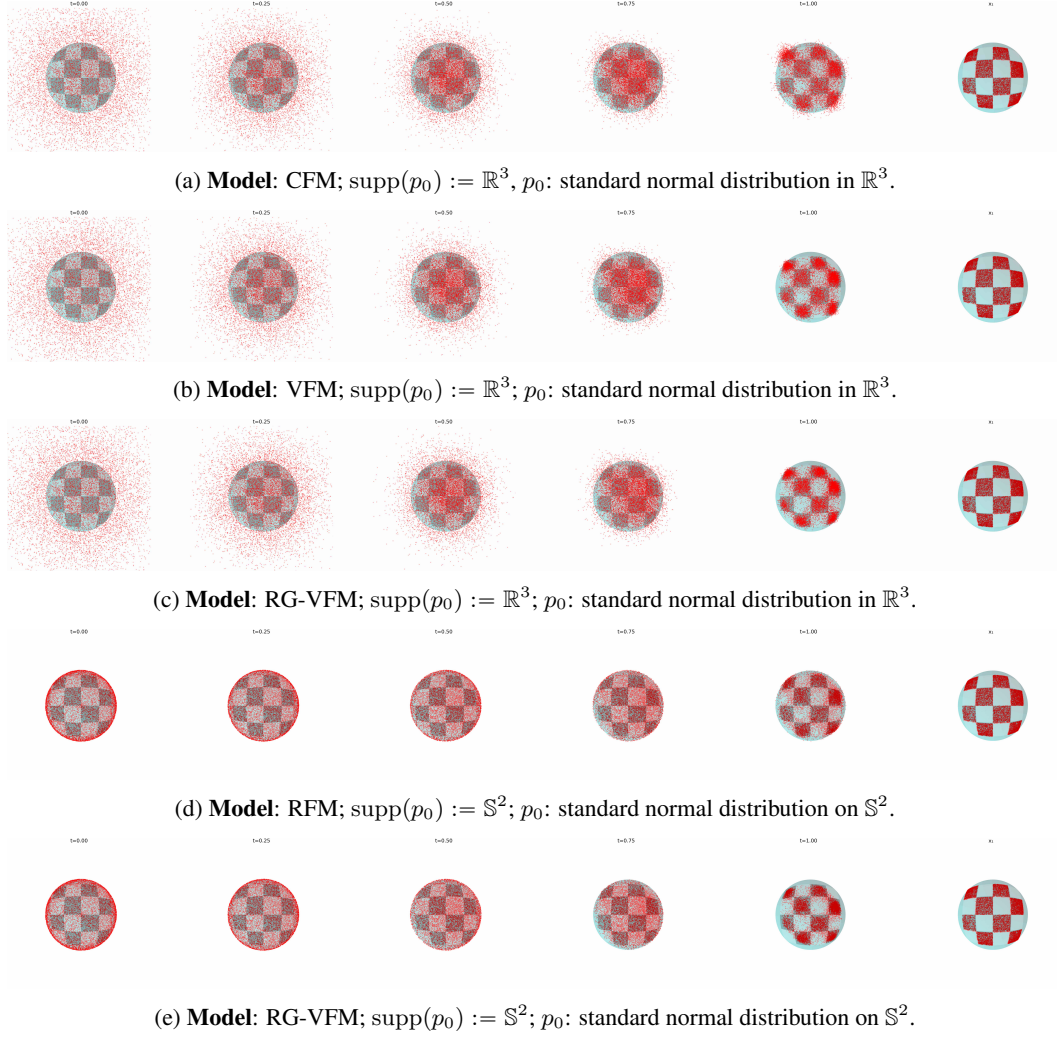 t=0.00 t=0.25 t=0.50 t=0.75 t=1.00 x₁
(a) Model: CFM; supp(p₀) := ℝ³, p₀: standard normal distribution in ℝ³.
t=0.00 t=0.25 t=0.50 t=0.75 t=1.00 x₁
(b) Model: VFM; supp(p₀) := ℝ³; p₀: standard normal distribution in ℝ³.
t=0.00 t=0.25 t=0.50 t=0.75 t=1.00 x₁
(c) Model: RG-VFM; supp(p₀) := ℝ³; p₀: standard normal distribution in ℝ³.
t=0.00 t=0.25 t=0.50 t=0.75 t=1.00 x₁
(d) Model: RFM; supp(p₀) := 𝕊²; p₀: standard normal distribution on 𝕊².
t=0.00 t=0.25 t=0.50 t=0.75 t=1.00 x₁
(e) Model: RG-VFM; supp(p₀) := 𝕊²; p₀: standard normal distribution on 𝕊².